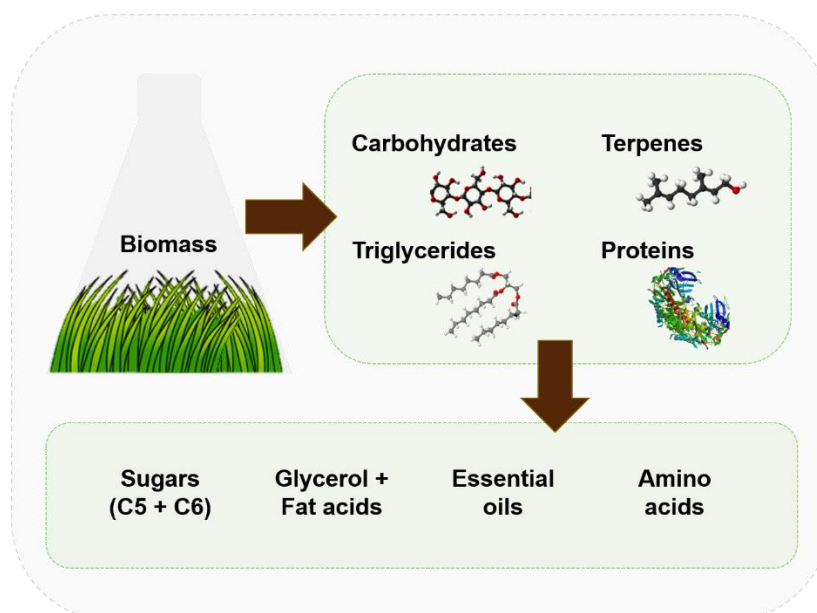 Biomass
Carbohydrates
Terpenes
Triglycerides
Proteins
Sugars
(C5 + C6)
Glycerol +
Fat acids
Essential
oils
Amino
acids